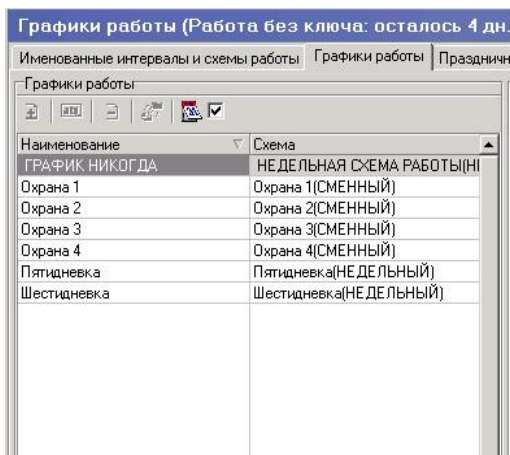 Графики работы (Работа без ключа: осталось 4 дн.
Именованные интервалы и схемы работы Графики работы Праздничн
Графики работы
Наименование Схема
ГРАФИК НИКОГДА НЕДЕЛЬНАЯ СХЕМА РАБОТЫ(НЕ
Охрана 1 Охрана 1(СМЕННЫЙ)
Охрана 2 Охрана 2(СМЕННЫЙ)
Охрана 3 Охрана 3(СМЕННЫЙ)
Охрана 4 Охрана 4(СМЕННЫЙ)
Пятидневка Пятидневка(НЕДЕЛЬНЫЙ)
Шестидневка Шестидневка(НЕДЕЛЬНЫЙ)